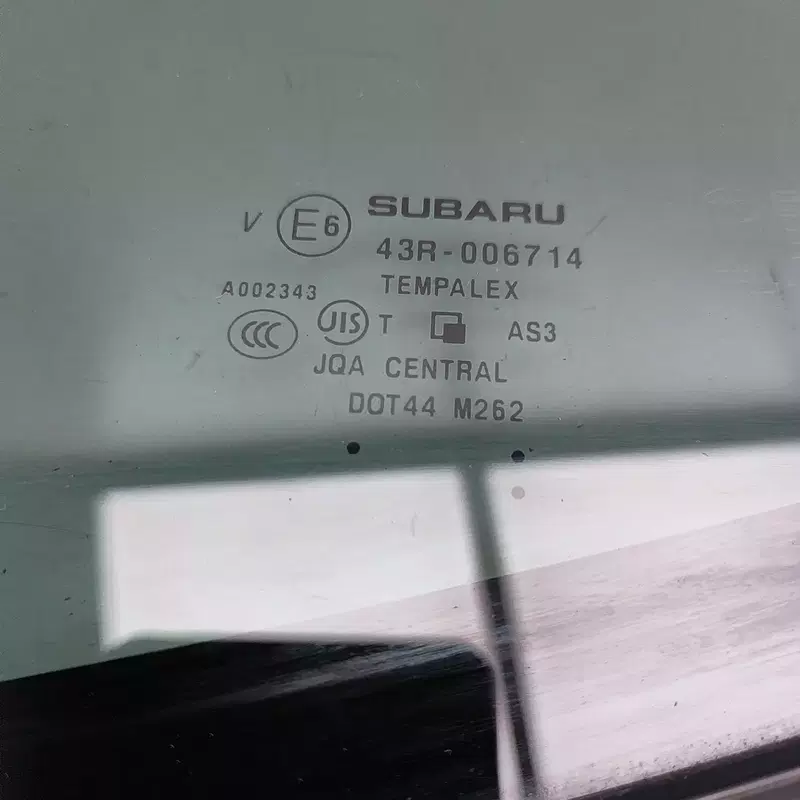 SUBARU
V E6 43R-006714
TEMPALEX
A002343
CCC JIS T AS3
JQA CENTRAL
DOT44 M262